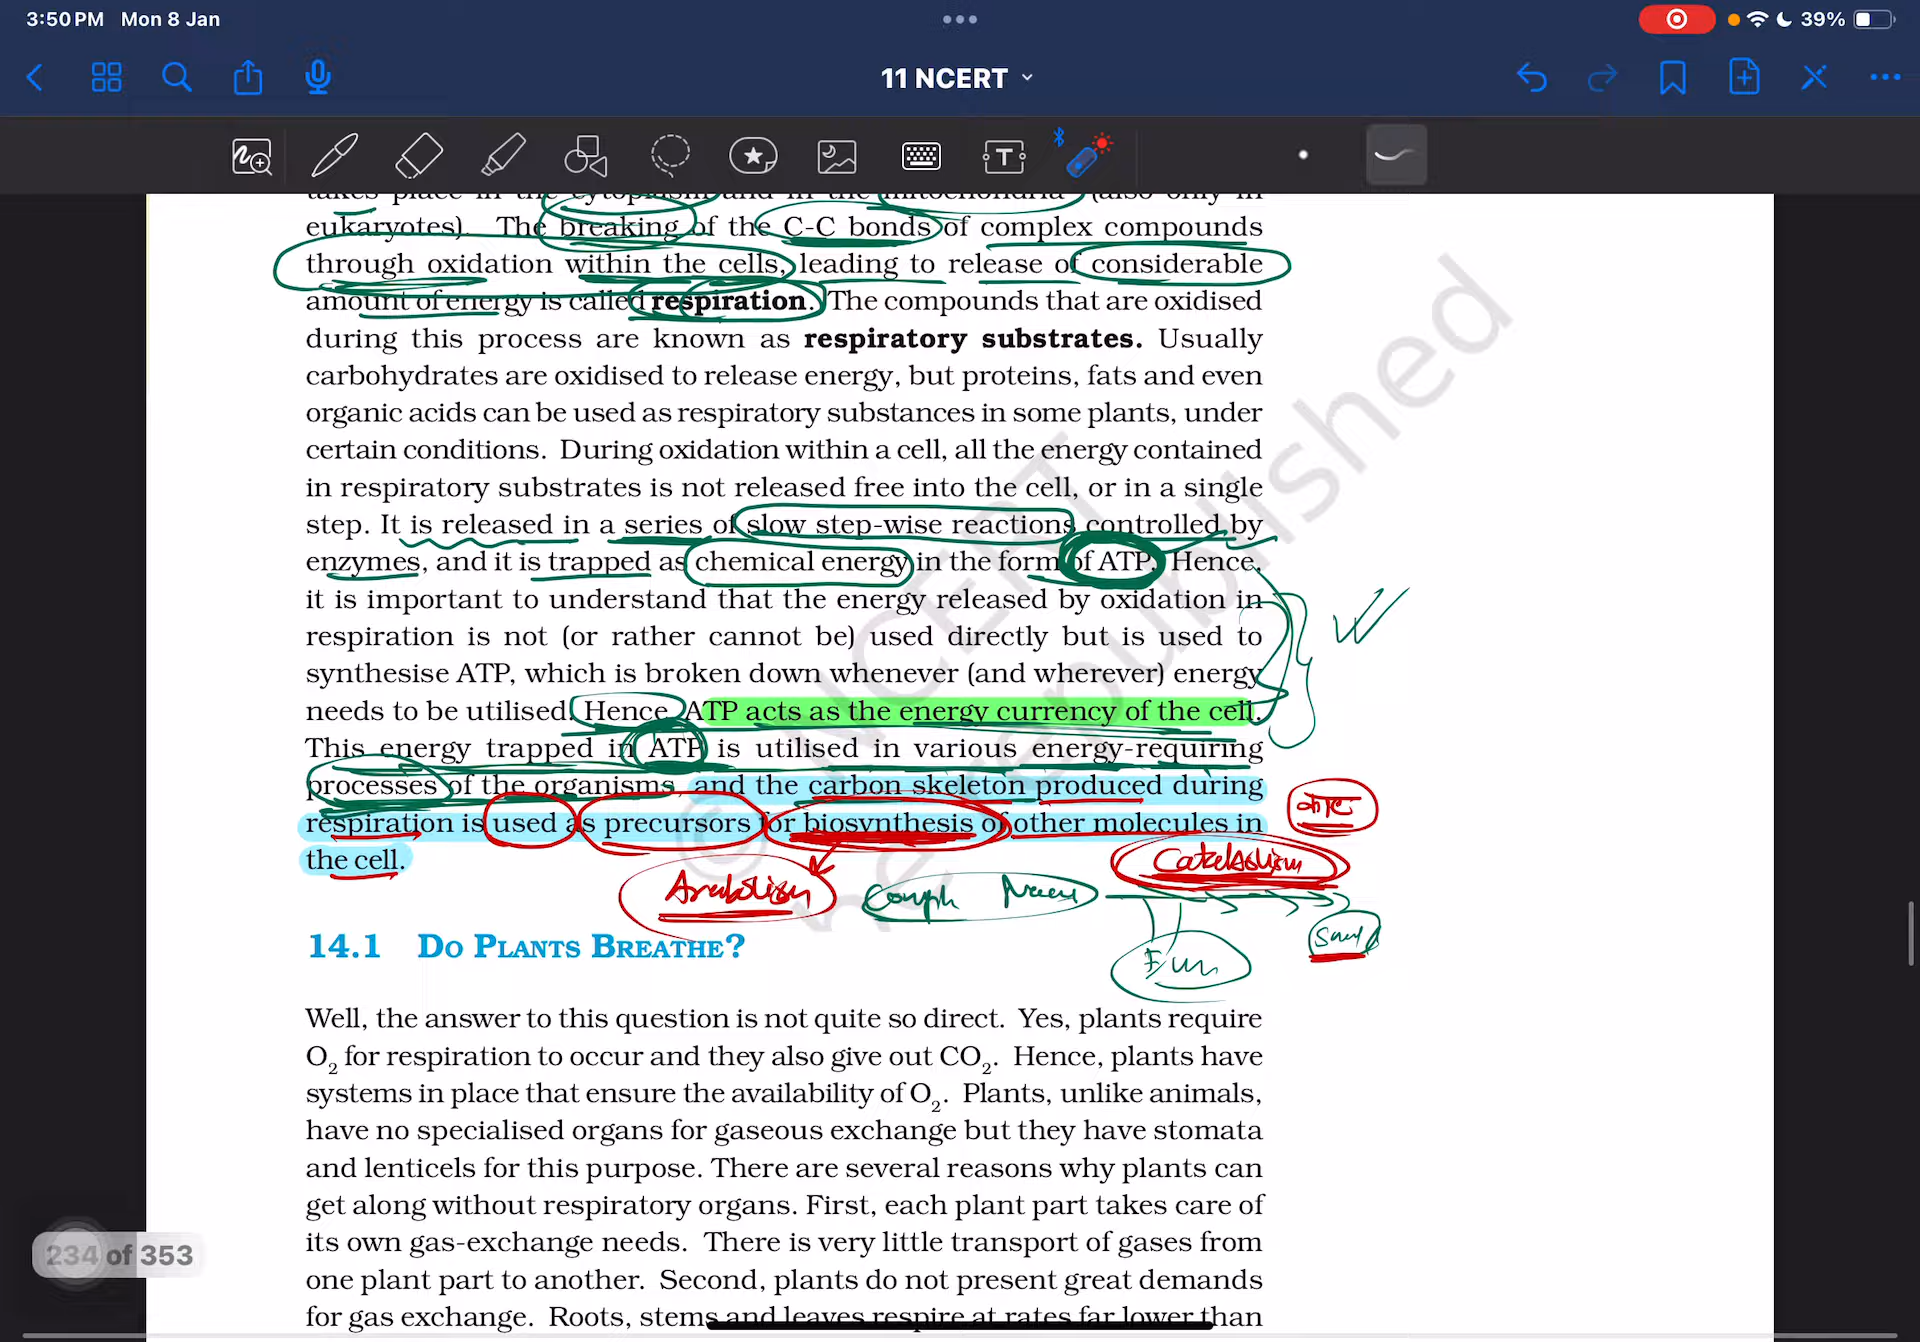 3:50 PM Mon 8 Jan
39%
11 NCERT
takes place in the cytoplasm and in the mitochondria (also only in
eukaryotes). The breaking of the C-C bonds of complex compounds
through oxidation within the cells, leading to release of considerable
amount of energy is called respiration. The compounds that are oxidised
during this process are known as respiratory substrates. Usually
carbohydrates are oxidised to release energy, but proteins, fats and even
organic acids can be used as respiratory substances in some plants, under
certain conditions. During oxidation within a cell, all the energy contained
in respiratory substrates is not released free into the cell, or in a single
step. It is released in a series of slow step-wise reactions controlled by
enzymes, and it is trapped as chemical energy in the form of ATP. Hence,
it is important to understand that the energy released by oxidation in
respiration is not (or rather cannot be) used directly but is used to
synthesise ATP, which is broken down whenever (and wherever) energy
needs to be utilised. Hence, ATP acts as the energy currency of the cell.
This energy trapped in ATP is utilised in various energy-requiring
processes of the organisms, and the carbon skeleton produced during
respiration is used as precursors for biosynthesis of other molecules in
the cell.
Catabolism
Anabolism
14.1 DO PLANTS BREATHE?
Well, the answer to this question is not quite so direct. Yes, plants require
O₂ for respiration to occur and they also give out CO₂. Hence, plants have
systems in place that ensure the availability of O₂. Plants, unlike animals,
have no specialised organs for gaseous exchange but they have stomata
and lenticels for this purpose. There are several reasons why plants can
get along without respiratory organs. First, each plant part takes care of
its own gas-exchange needs. There is very little transport of gases from
one plant part to another. Second, plants do not present great demands
for gas exchange. Roots, stems and leaves respire at rates far lower than
234 of 353
© NCERT
republished